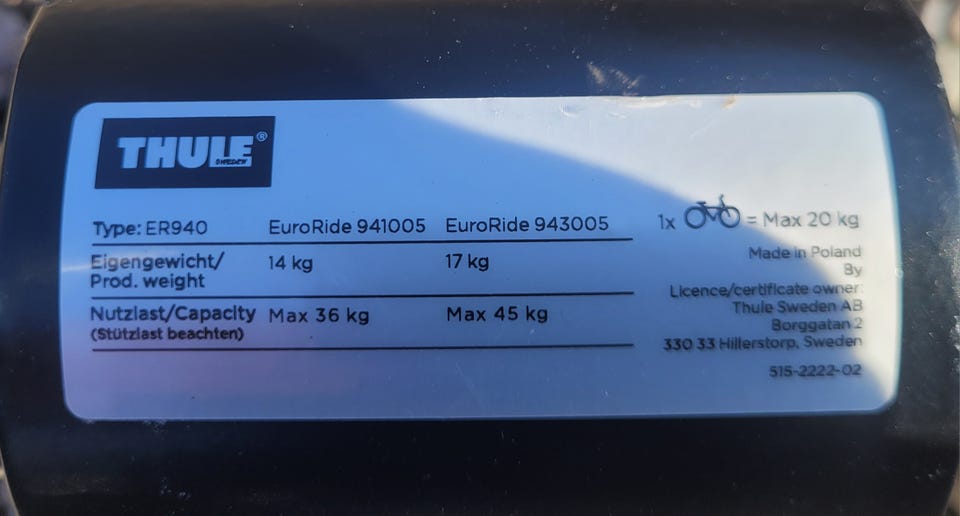 THULE®
SWEDEN
Type: ER940 EuroRide 941005 EuroRide 943005
Eigengewicht/
Prod. weight 14 kg 17 kg
Nutzlast/Capacity Max 36 kg Max 45 kg
(Stützlast beachten)
1x = Max 20 kg
Made in Poland
By
Licence/certificate owner:
Thule Sweden AB
Borggatan 2
330 33 Hillerstorp, Sweden
515-2222-02